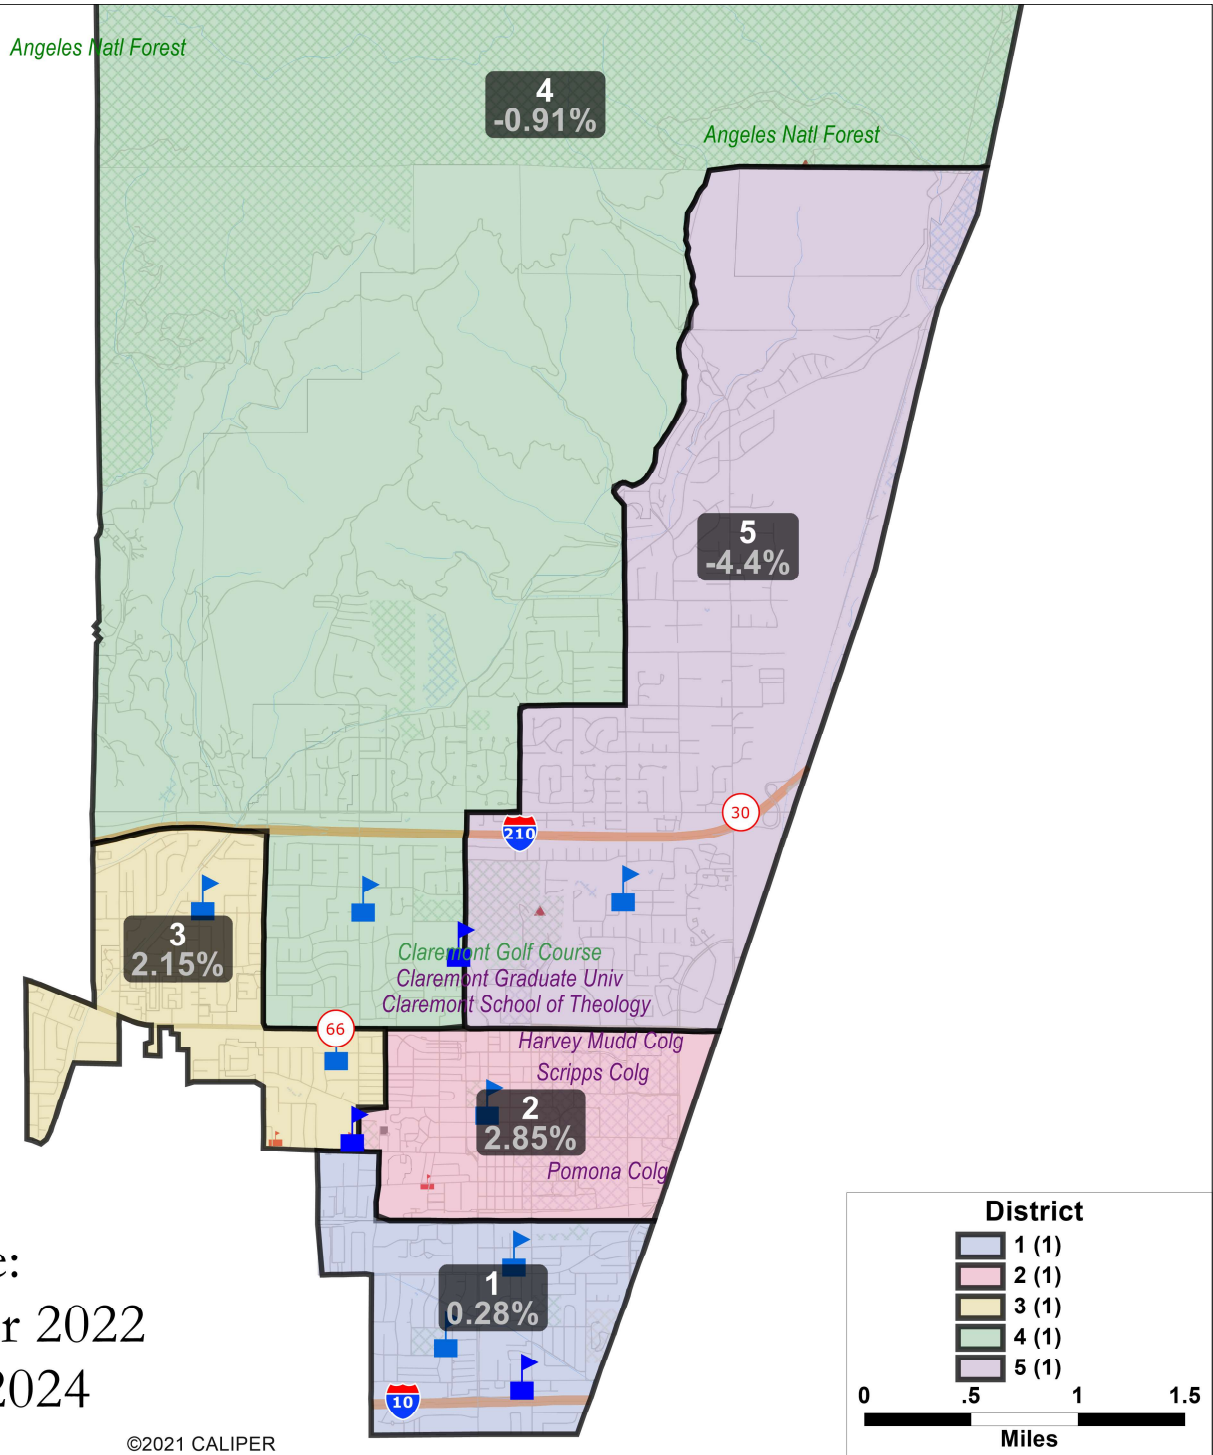 Angeles Natl Forest
4
-0.91%
Angeles Natl Forest
5
-4.4%
30
210
3
2.15%
Claremont Golf Course
Claremont Graduate Univ
Claremont School of Theology
66
Harvey Mudd Colg
Scripps Colg
2
2.85%
Pomona Colg
District
1 (1)
2 (1)
3 (1)
4 (1)
5 (1)
e:
r 2022
2024
1
0.28%
10
0 .5 1 1.5
Miles
©2021 CALIPER